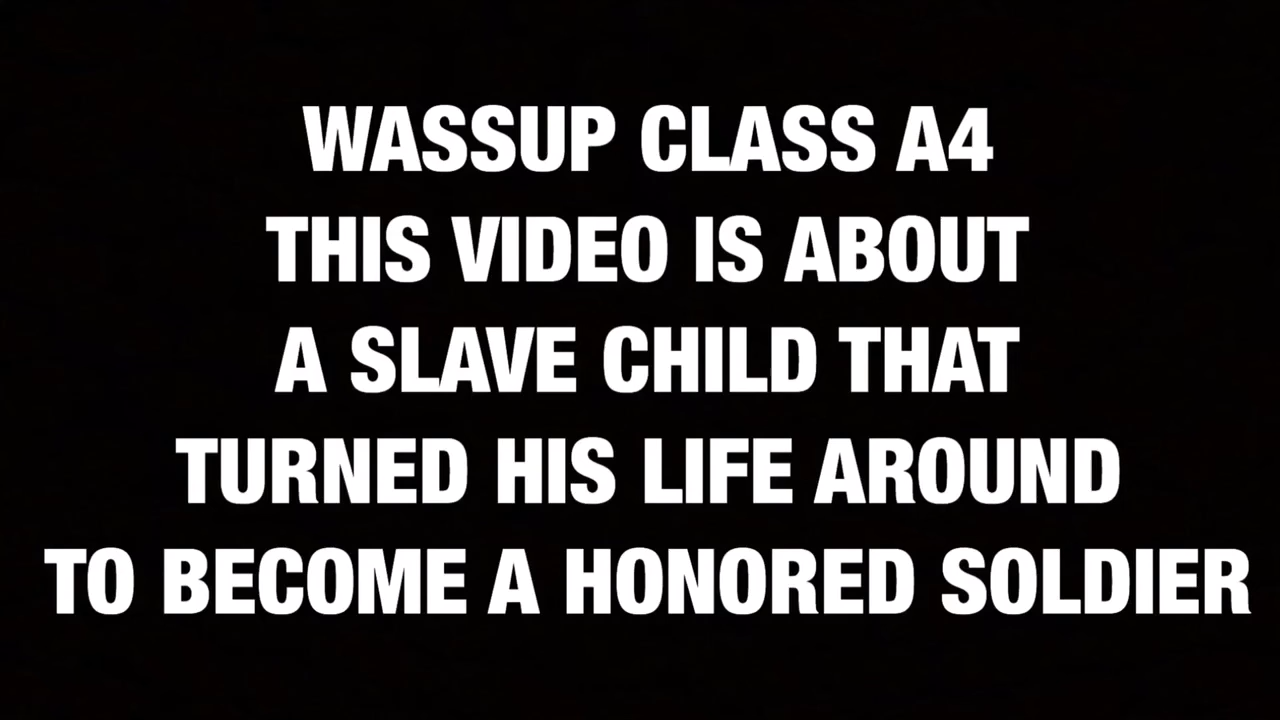 WASSUP CLASS A4
THIS VIDEO IS ABOUT
A SLAVE CHILD THAT
TURNED HIS LIFE AROUND
TO BECOME A HONORED SOLDIER